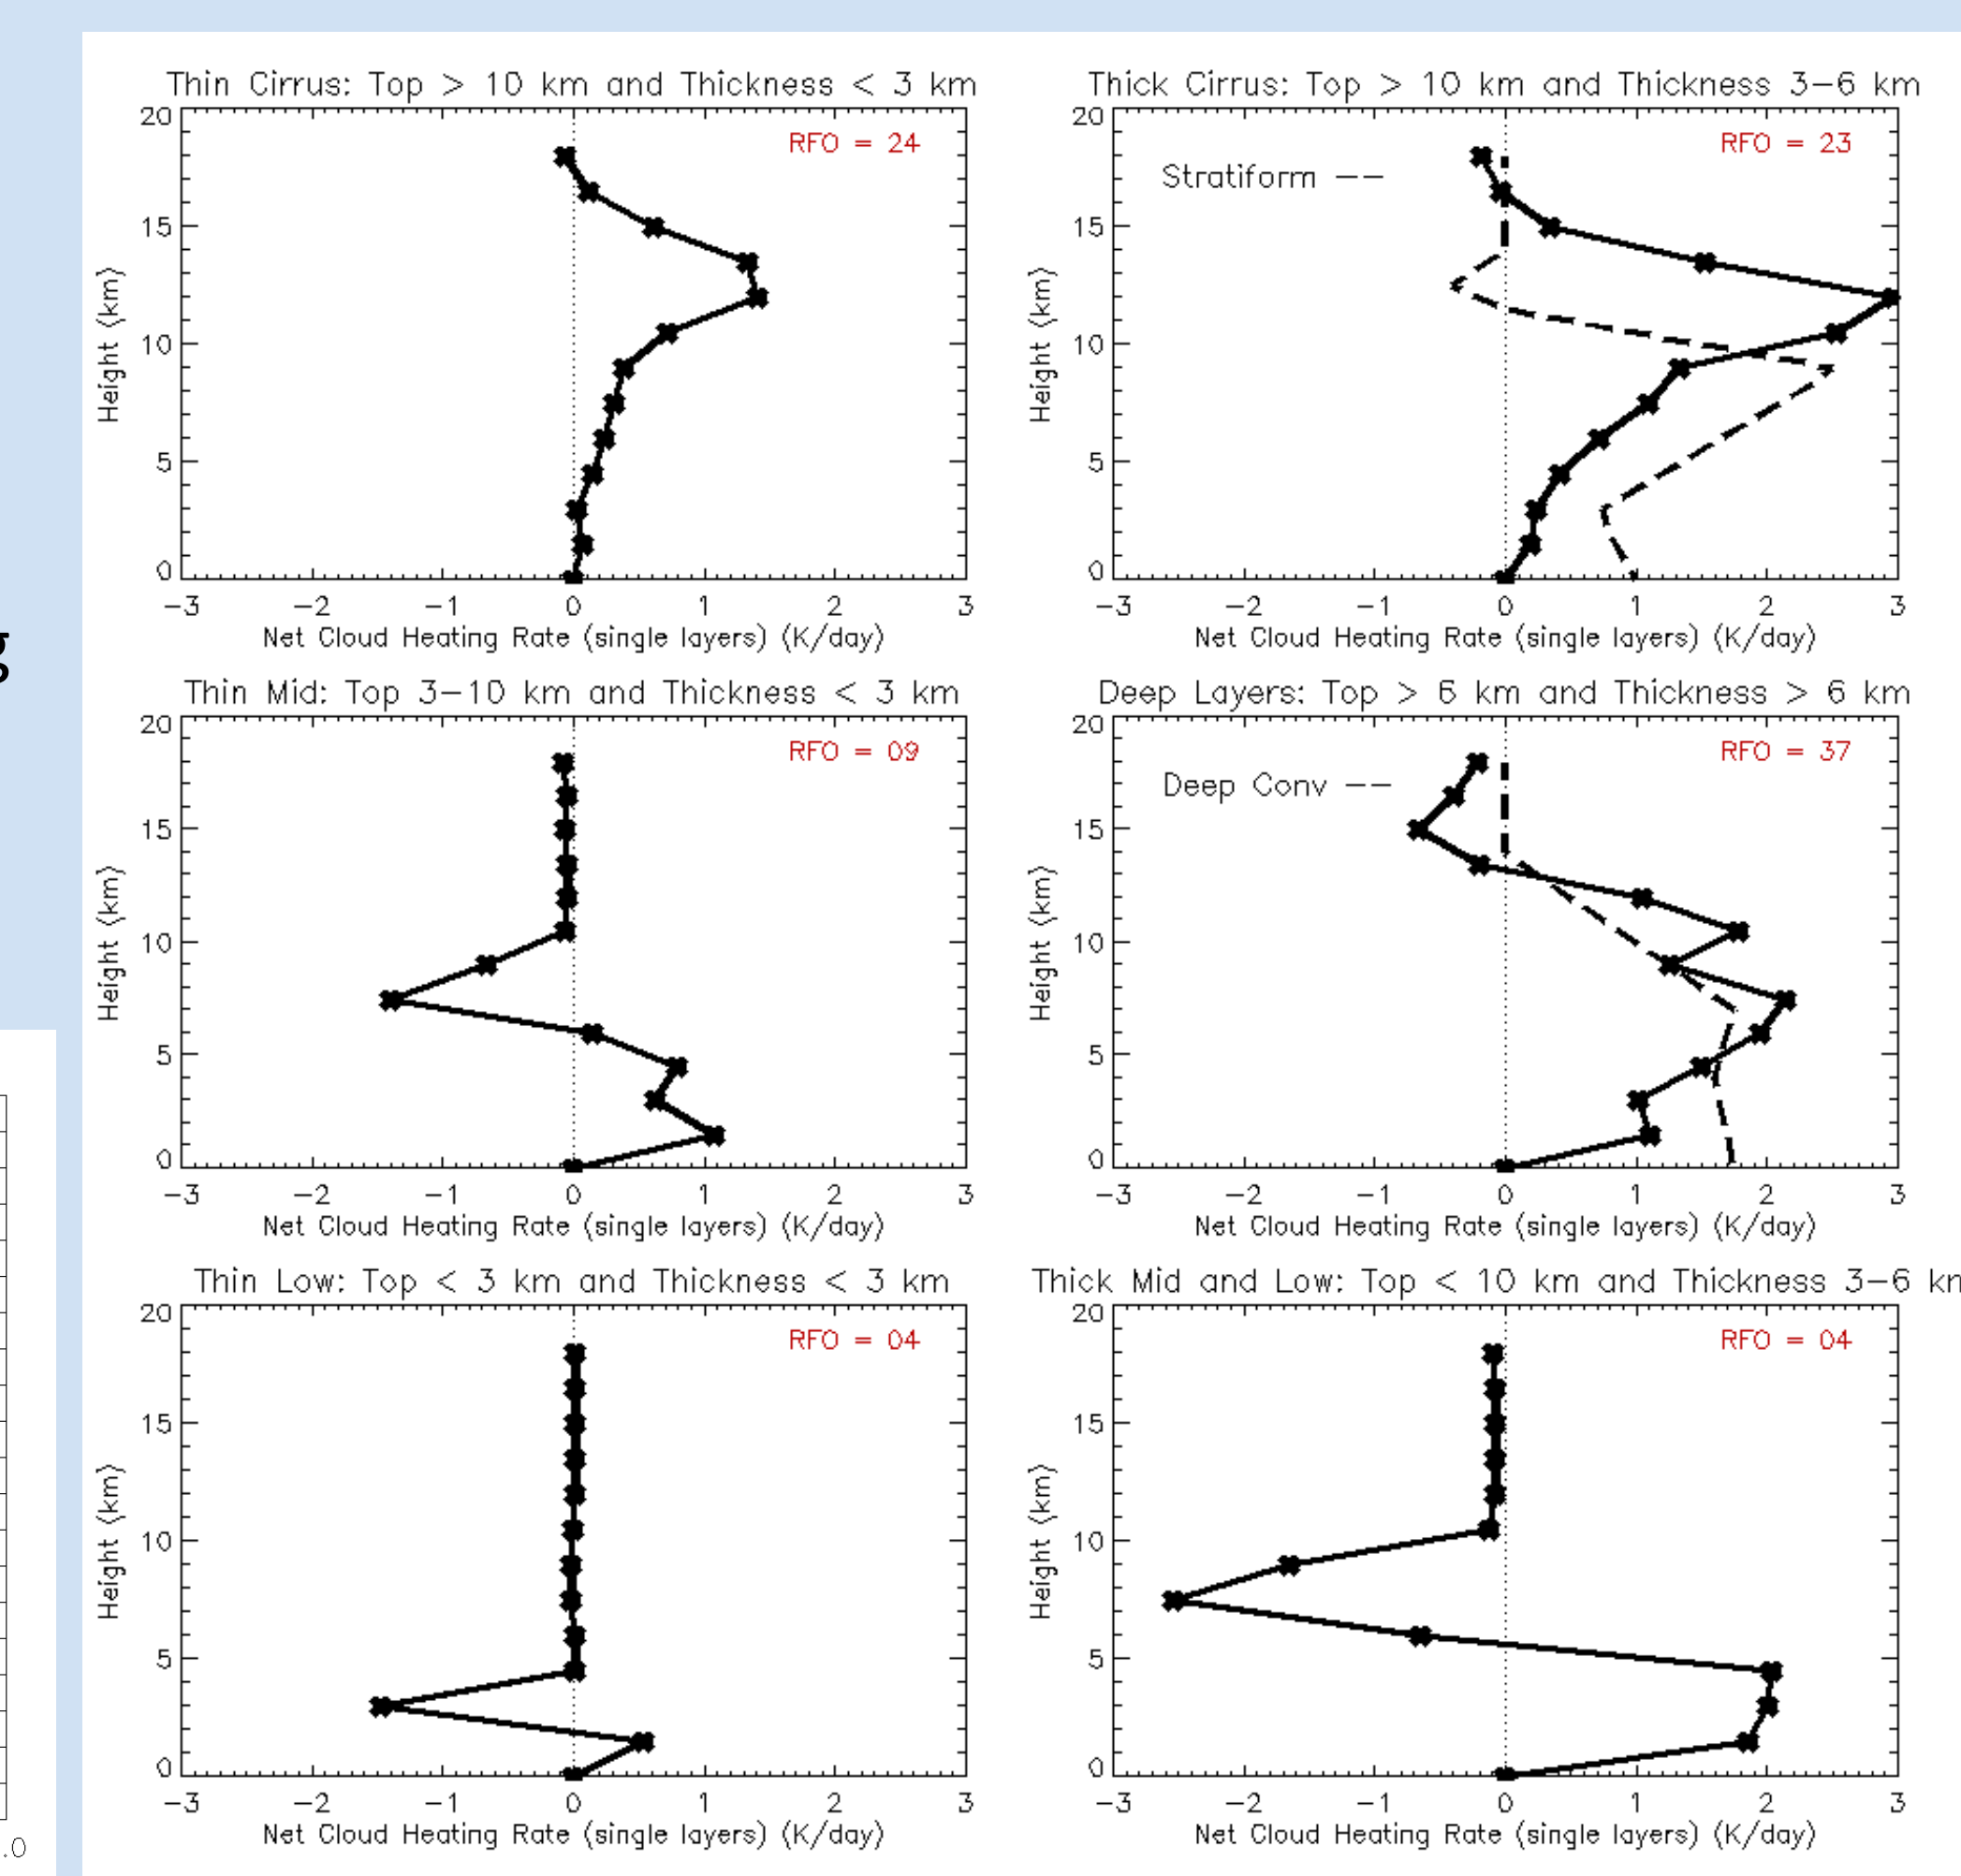 g
.0
Thin Cirrus: Top > 10 km and Thickness < 3 km
RFO = 24
20
15
10
5
0
Height (km)
-3 -2 -1 0 1 2 3
Net Cloud Heating Rate (single layers) (K/day)
Thick Cirrus: Top > 10 km and Thickness 3-6 km
RFO = 23
Stratiform --
20
15
10
5
0
Height (km)
-3 -2 -1 0 1 2 3
Net Cloud Heating Rate (single layers) (K/day)
Thin Mid: Top 3-10 km and Thickness < 3 km
RFO = 09
20
15
10
5
0
Height (km)
-3 -2 -1 0 1 2 3
Net Cloud Heating Rate (single layers) (K/day)
Deep Layers: Top > 6 km and Thickness > 6 km
RFO = 37
Deep Conv --
20
15
10
5
0
Height (km)
-3 -2 -1 0 1 2 3
Net Cloud Heating Rate (single layers) (K/day)
Thin Low: Top < 3 km and Thickness < 3 km
RFO = 04
20
15
10
5
0
Height (km)
-3 -2 -1 0 1 2 3
Net Cloud Heating Rate (single layers) (K/day)
Thick Mid and Low: Top < 10 km and Thickness 3-6 km
RFO = 04
20
15
10
5
0
Height (km)
-3 -2 -1 0 1 2 3
Net Cloud Heating Rate (single layers) (K/day)